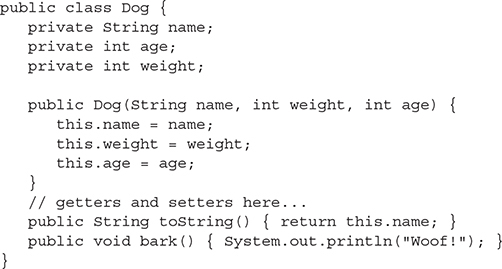 public class Dog {
   private String name;
   private int age;
   private int weight;

   public Dog(String name, int weight, int age) {
      this.name = name;
      this.weight = weight;
      this.age = age;
   }
   // getters and setters here...
   public String toString() { return this.name; }
   public void bark() { System.out.println("Woof!"); }
}